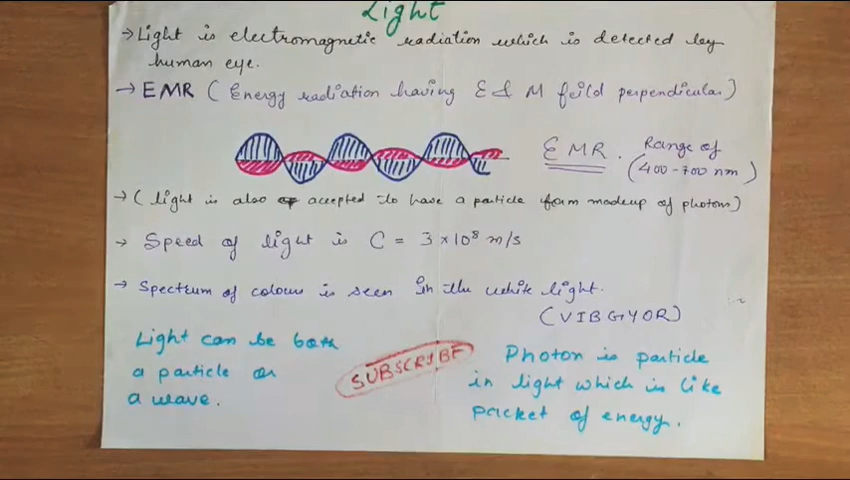 Light
→ Light is electromagnetic radiation which is detected by
human eye.
→ EMR ( Energy radiation having E & M feild perpendicular)
EMR. Range of
(400-700 nm)
→ ( light is also accepted to have a particle form madeup of photons)
→ Speed of light is C = 3 × 10⁸ m/s
→ Spectrum of colours is seen in the white light.
(VIBGYOR)
Light can be both
a particle or
a wave.
SUBSCRIBE
Photon is particle
in light which is like
packet of energy.